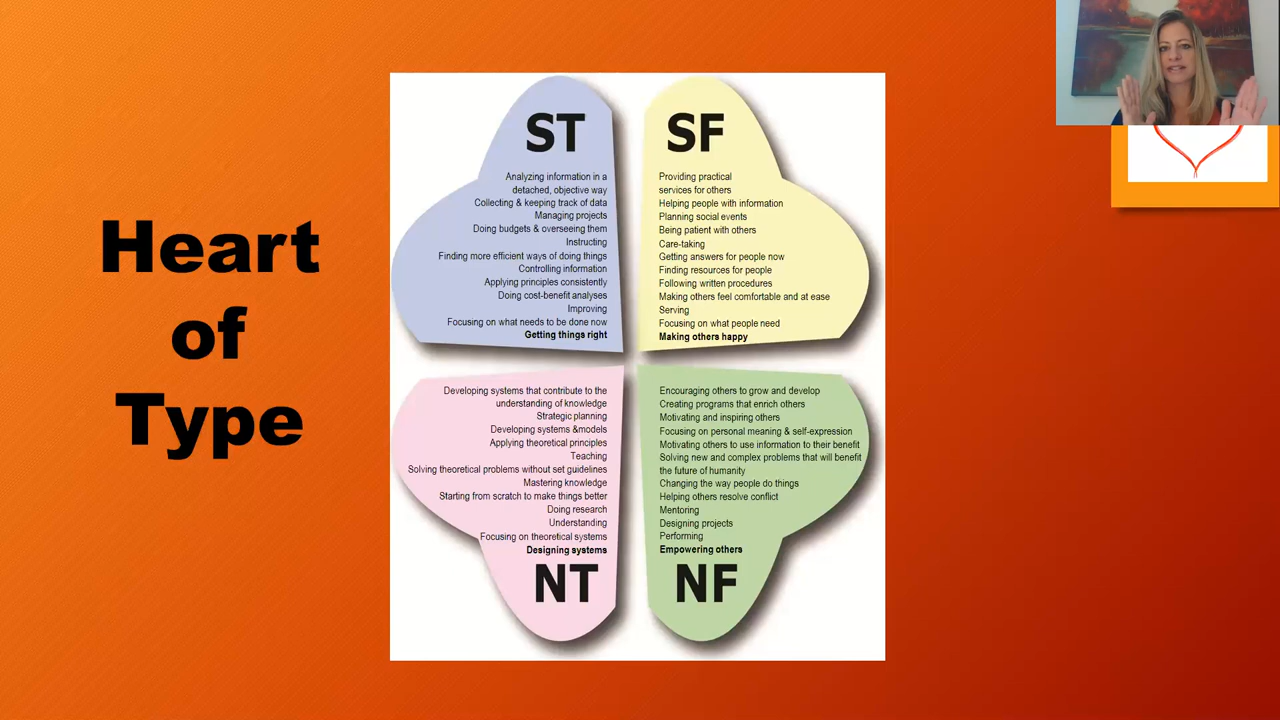 Heart
of
Type
ST
Analyzing information in a
detached, objective way
Collecting & keeping track of data
Managing projects
Doing budgets & overseeing them
Instructing
Finding more efficient ways of doing things
Controlling information
Applying principles consistently
Doing cost-benefit analyses
Improving
Focusing on what needs to be done now
Getting things right
SF
Providing practical
services for others
Helping people with information
Planning social events
Being patient with others
Care-taking
Getting answers for people now
Finding resources for people
Following written procedures
Making others feel comfortable and at ease
Serving
Focusing on what people need
Making others happy
Developing systems that contribute to the
understanding of knowledge
Strategic planning
Developing systems &models
Applying theoretical principles
Teaching
Solving theoretical problems without set guidelines
Mastering knowledge
Starting from scratch to make things better
Doing research
Understanding
Focusing on theoretical systems
Designing systems
NT
Encouraging others to grow and develop
Creating programs that enrich others
Motivating and inspiring others
Focusing on personal meaning & self-expression
Motivating others to use information to their benefit
Solving new and complex problems that will benefit
the future of humanity
Changing the way people do things
Helping others resolve conflict
Mentoring
Designing projects
Performing
Empowering others
NF